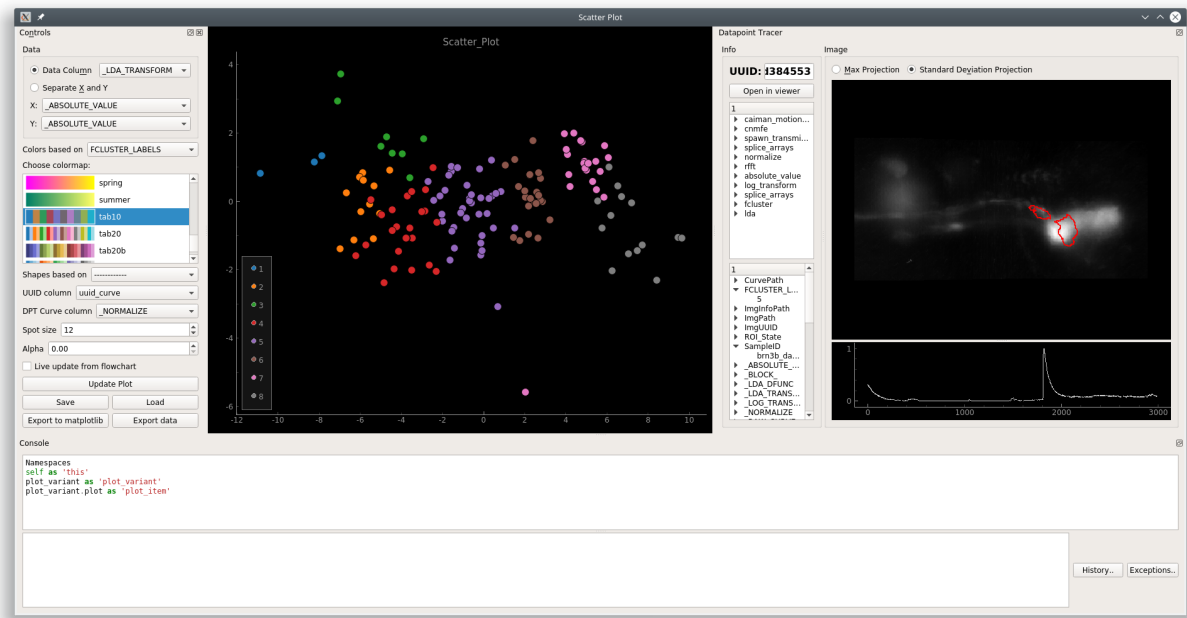 Scatter Plot
Controls
Data
Data Column
_LDA_TRANSFORM
Separate X and Y
X:
_ABSOLUTE_VALUE
Y:
_ABSOLUTE_VALUE
Colors based on
FCLUSTER_LABELS
Choose colormap:
spring
summer
tab10
tab20
tab20b
Shapes based on
------------
UUID column
uuid_curve
DPT Curve column
_NORMALIZE
Spot size
12
Alpha
0.00
Live update from flowchart
Update Plot
Save
Load
Export to matplotlib
Export data
Scatter_Plot
4
2
0
-2
-4
-6
-12
-10
-8
-6
-4
-2
0
2
4
6
8
10
1
2
3
4
5
6
7
8
Datapoint Tracer
Info
UUID:
384553
Open in viewer
1
caiman_motion...
cnmfe
spawn_transmi...
splice_arrays
normalize
rfft
absolute_value
log_transform
splice_arrays
fcluster
lda
1
CurvePath
FCLUSTER_L...
5
ImgInfoPath
ImgPath
ImgUUID
ROI_State
SampleID
brn3b_da...
_ABSOLUTE_...
_BLOCK_
_LDA_DFUNC
_LDA_TRANS...
_LOG_TRANS...
_NORMALIZE
Image
Max Projection
Standard Deviation Projection
1
0
0
1000
2000
3000
Console
Namespaces
self as 'this'
plot_variant as 'plot_variant'
plot_variant.plot as 'plot_item'
History..
Exceptions..